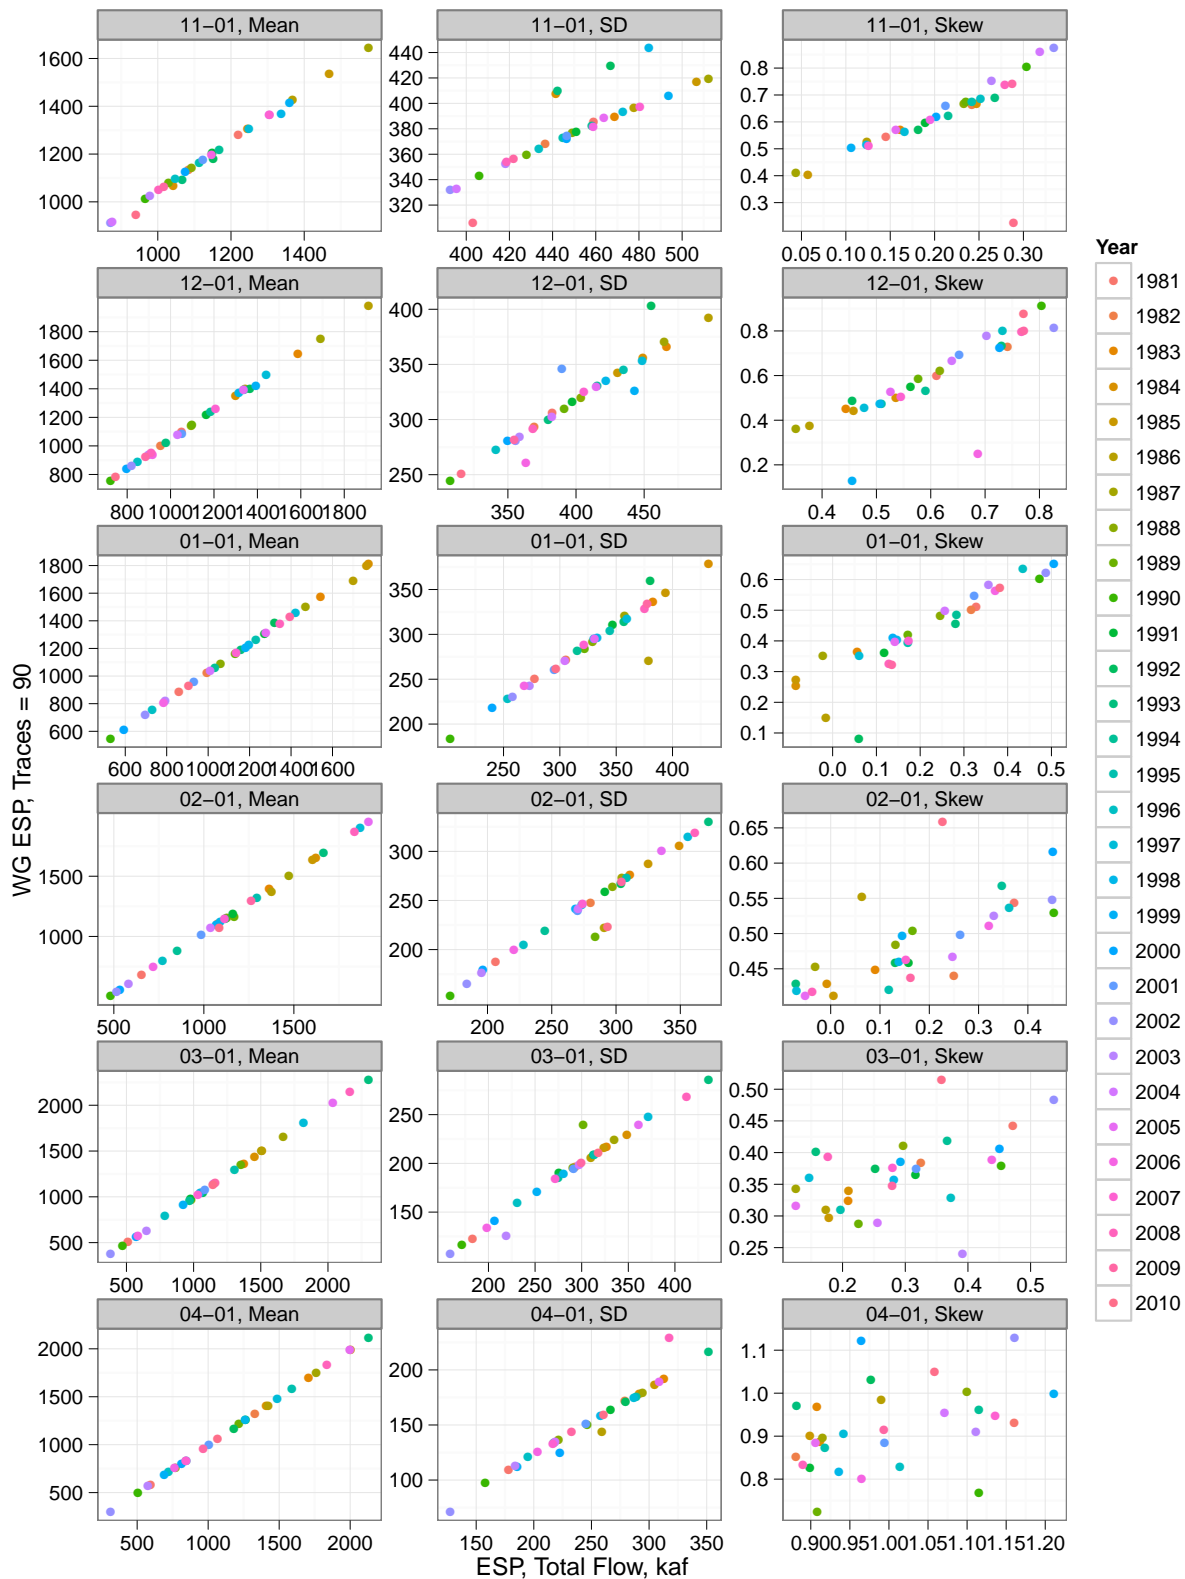 11−01, Mean
11−01, SD
11−01, Skew
1600
1400
1200
1000
1000 1200 1400
440
420
400
380
360
340
320
400 420 440 460 480 500
0.8
0.7
0.6
0.5
0.4
0.3
0.05 0.10 0.15 0.20 0.25 0.30
12−01, Mean
12−01, SD
12−01, Skew
1800
1600
1400
1200
1000
800
800 1000 1200 1400 1600 1800
400
350
300
250
350 400 450
0.8
0.6
0.4
0.2
0.4 0.5 0.6 0.7 0.8
01−01, Mean
01−01, SD
01−01, Skew
1800
1600
1400
1200
1000
800
600
600 800 1000 1200 1400 1600
350
300
250
200
250 300 350 400
0.6
0.5
0.4
0.3
0.2
0.1
0.0 0.1 0.2 0.3 0.4 0.5
02−01, Mean
02−01, SD
02−01, Skew
1500
1000
500 1000 1500
300
250
200
200 250 300 350
0.65
0.60
0.55
0.50
0.45
0.0 0.1 0.2 0.3 0.4
03−01, Mean
03−01, SD
03−01, Skew
2000
1500
1000
500
500 1000 1500 2000
250
200
150
200 250 300 350 400
0.50
0.45
0.40
0.35
0.30
0.25
0.2 0.3 0.4 0.5
04−01, Mean
04−01, SD
04−01, Skew
2000
1500
1000
500
500 1000 1500 2000
200
150
100
150 200 250 300 350
1.1
1.0
0.9
0.8
0.90 0.95 1.00 1.05 1.10 1.15 1.20
WG ESP, Traces = 90
ESP, Total Flow, kaf
Year
1981
1982
1983
1984
1985
1986
1987
1988
1989
1990
1991
1992
1993
1994
1995
1996
1997
1998
1999
2000
2001
2002
2003
2004
2005
2006
2007
2008
2009
2010